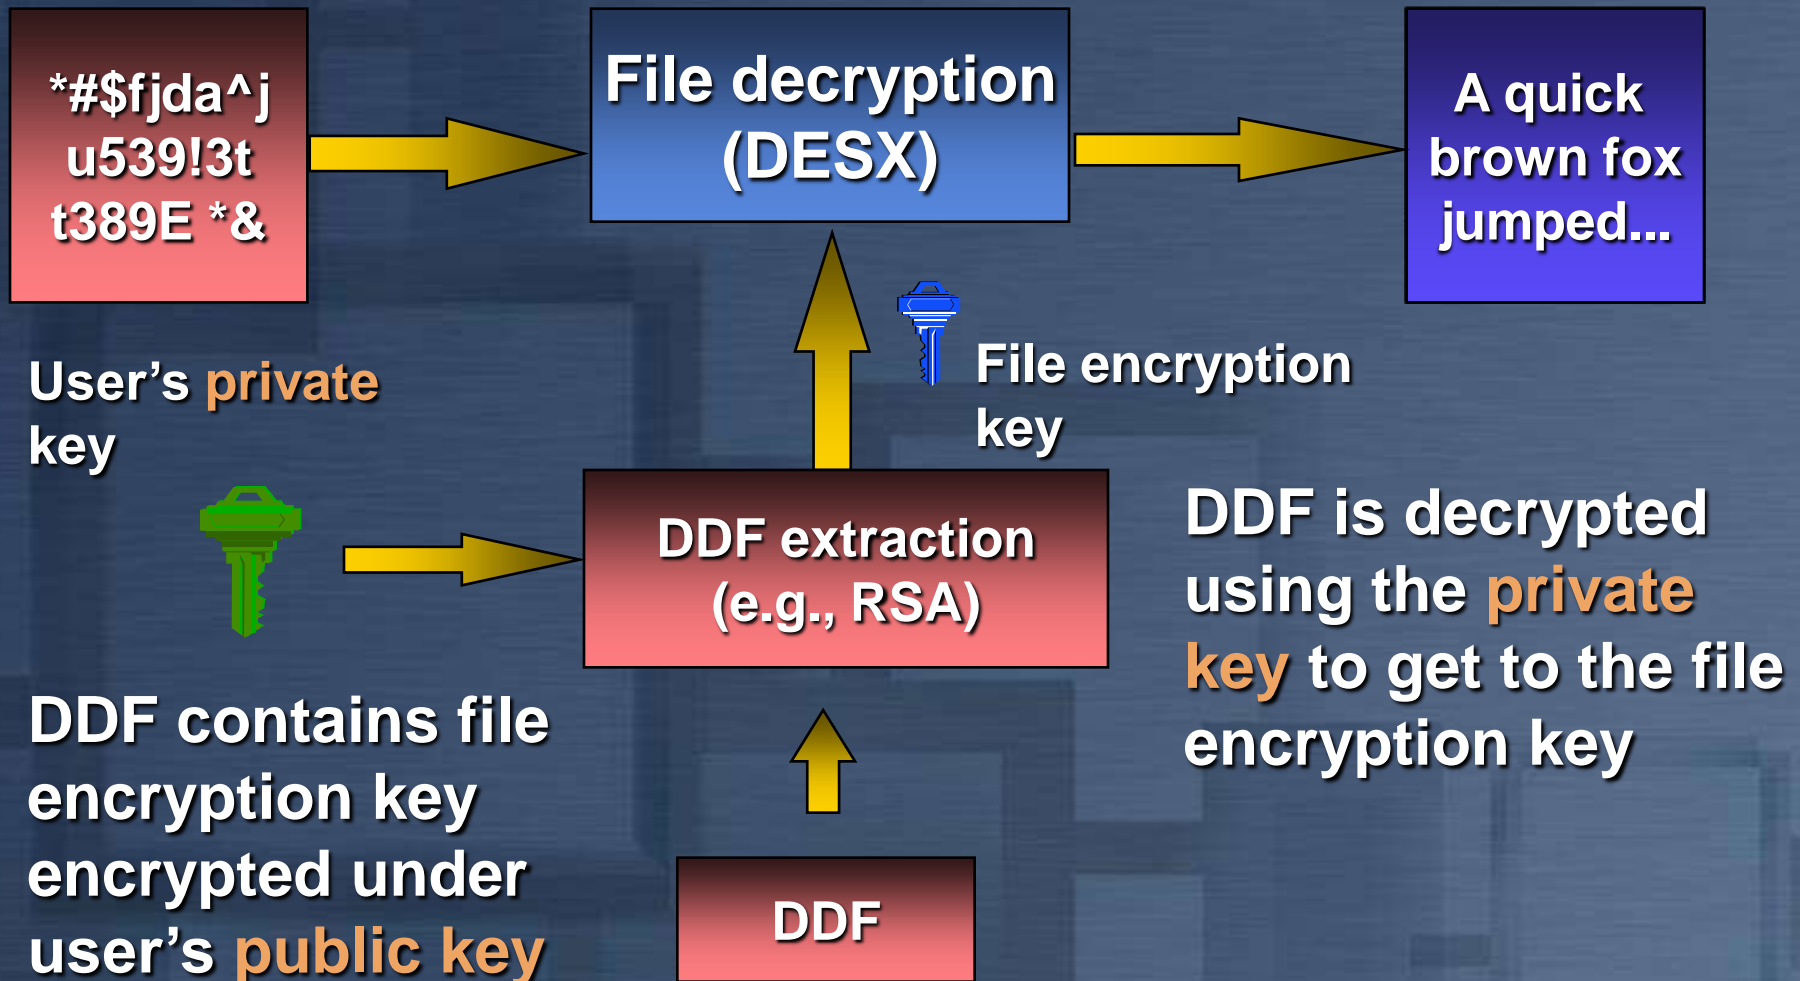 *#$fjda^j
u539!3t
t389E *&
File decryption
(DESX)
A quick
brown fox
jumped...
User’s private
key
File encryption
key
DDF extraction
(e.g., RSA)
DDF is decrypted
using the private
key to get to the file
encryption key
DDF contains file
encryption key
encrypted under
user’s public key
DDF